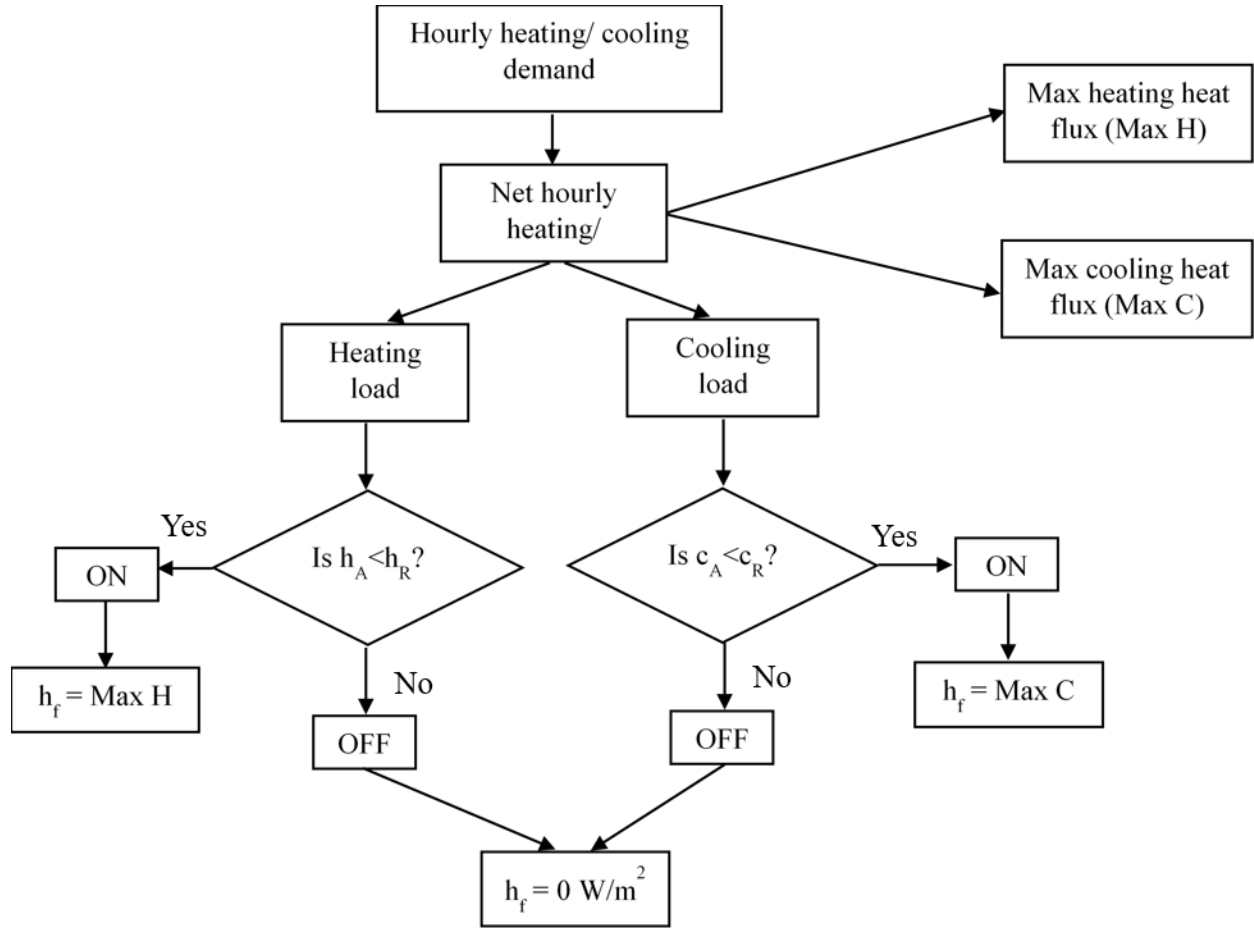 Hourly heating/ cooling
demand
Max heating heat
flux (Max H)
Net hourly
heating/
Max cooling heat
flux (Max C)
Heating
load
Cooling
load
Yes
Is h_A<h_R?
Is c_A<c_R?
Yes
ON
ON
h_f = Max H
No
No
h_f = Max C
OFF
OFF
h_f = 0 W/m²